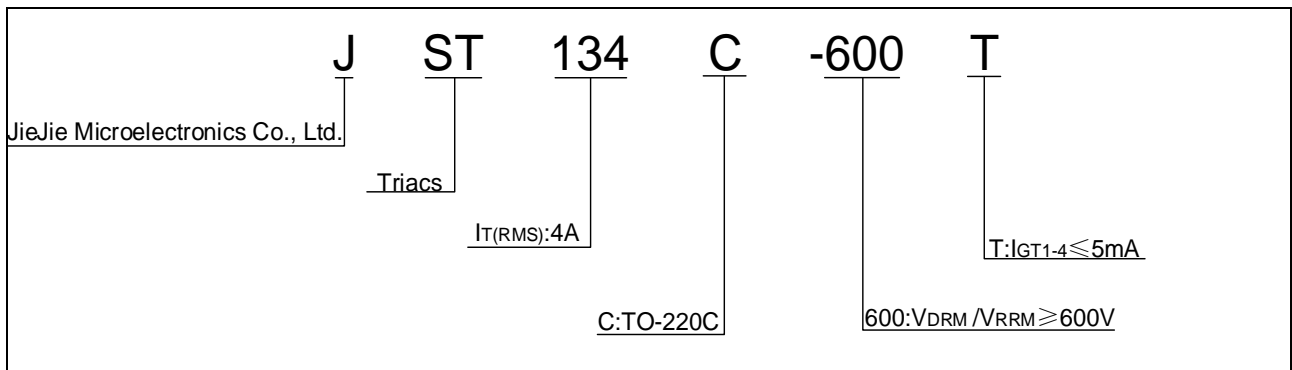 J ST 134 C -600 T
JieJie Microelectronics Co., Ltd.
Triacs
IT(RMS):4A
T:IGT1-4≤5mA
C:TO-220C
600:VDRM /VRRM≥600V